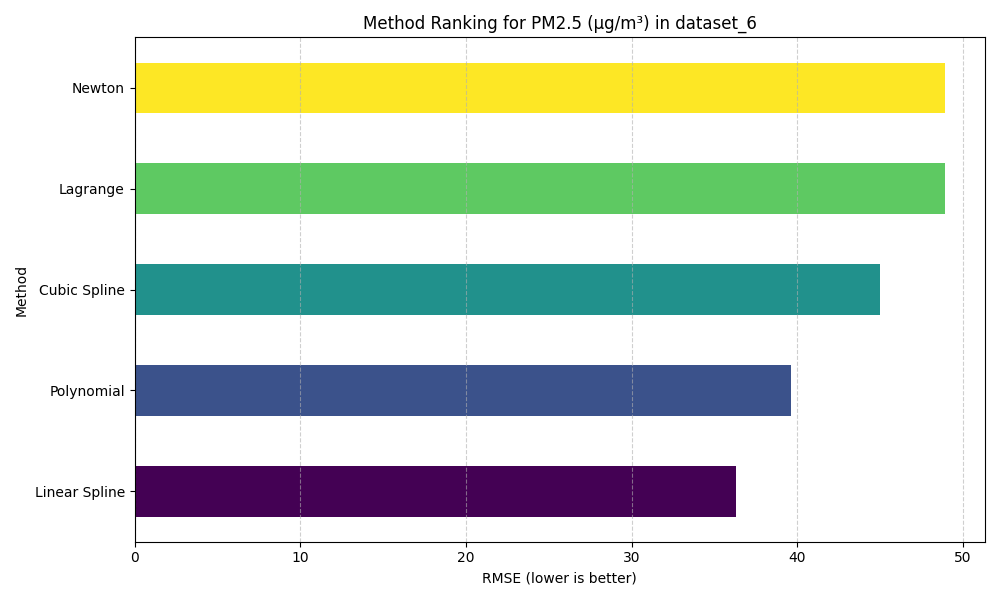 Method Ranking for PM2.5 (µg/m³) in dataset_6
Method
Newton
Lagrange
Cubic Spline
Polynomial
Linear Spline
0 10 20 30 40 50
RMSE (lower is better)